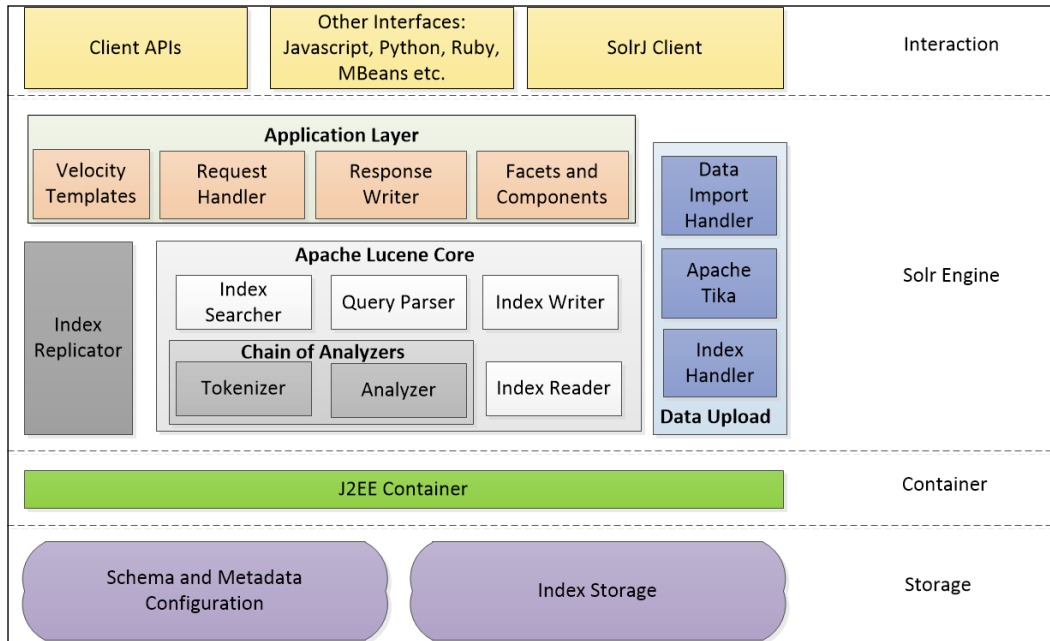 Client APIs
Other Interfaces:
Javascript, Python, Ruby,
MBeans etc.
SolrJ Client
Interaction
Application Layer
Velocity
Templates
Request
Handler
Response
Writer
Facets and
Components
Data
Import
Handler
Apache
Tika
Index
Handler
Data Upload
Solr Engine
Index
Replicator
Apache Lucene Core
Index
Searcher
Query Parser
Index Writer
Chain of Analyzers
Tokenizer
Analyzer
Index Reader
J2EE Container
Container
Schema and Metadata
Configuration
Index Storage
Storage